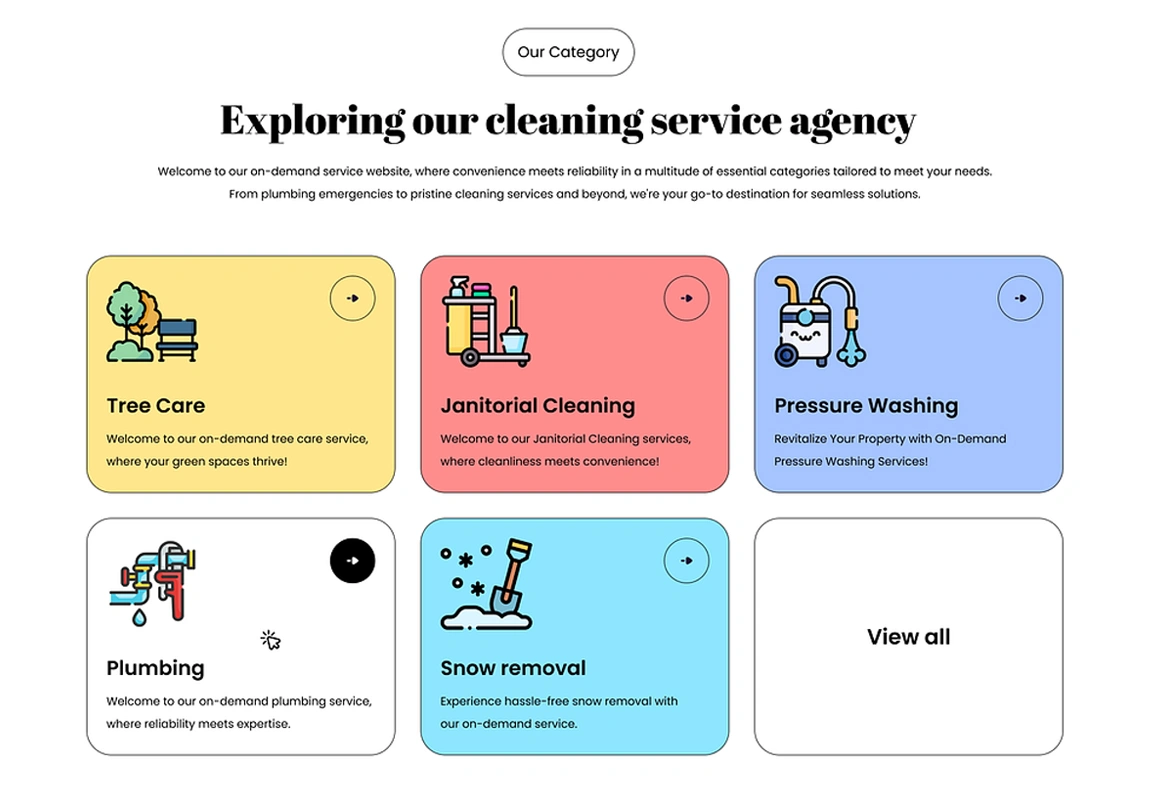 Our Category
Exploring our cleaning service agency
Welcome to our on-demand service website, where convenience meets reliability in a multitude of essential categories tailored to meet your needs.
From plumbing emergencies to pristine cleaning services and beyond, we're your go-to destination for seamless solutions.
Tree Care
Welcome to our on-demand tree care service,
where your green spaces thrive!
Janitorial Cleaning
Welcome to our Janitorial Cleaning services,
where cleanliness meets convenience!
Pressure Washing
Revitalize Your Property with On-Demand
Pressure Washing Services!
Plumbing
Welcome to our on-demand plumbing service,
where reliability meets expertise.
Snow removal
Experience hassle-free snow removal with
our on-demand service.
View all